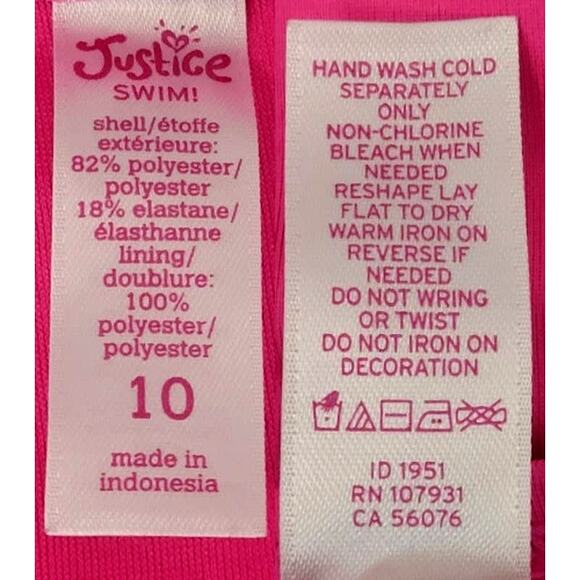 Justice
SWIM!
shell/étoffe
extérieure:
82% polyester/
polyester
18% elastane/
élasthanne
lining/
doublure:
100%
polyester/
polyester
10
made in
indonesia
HAND WASH COLD
SEPARATELY
ONLY
NON-CHLORINE
BLEACH WHEN
NEEDED
RESHAPE LAY
FLAT TO DRY
WARM IRON ON
REVERSE IF
NEEDED
DO NOT WRING
OR TWIST
DO NOT IRON ON
DECORATION
ID 1951
RN 107931
CA 56076